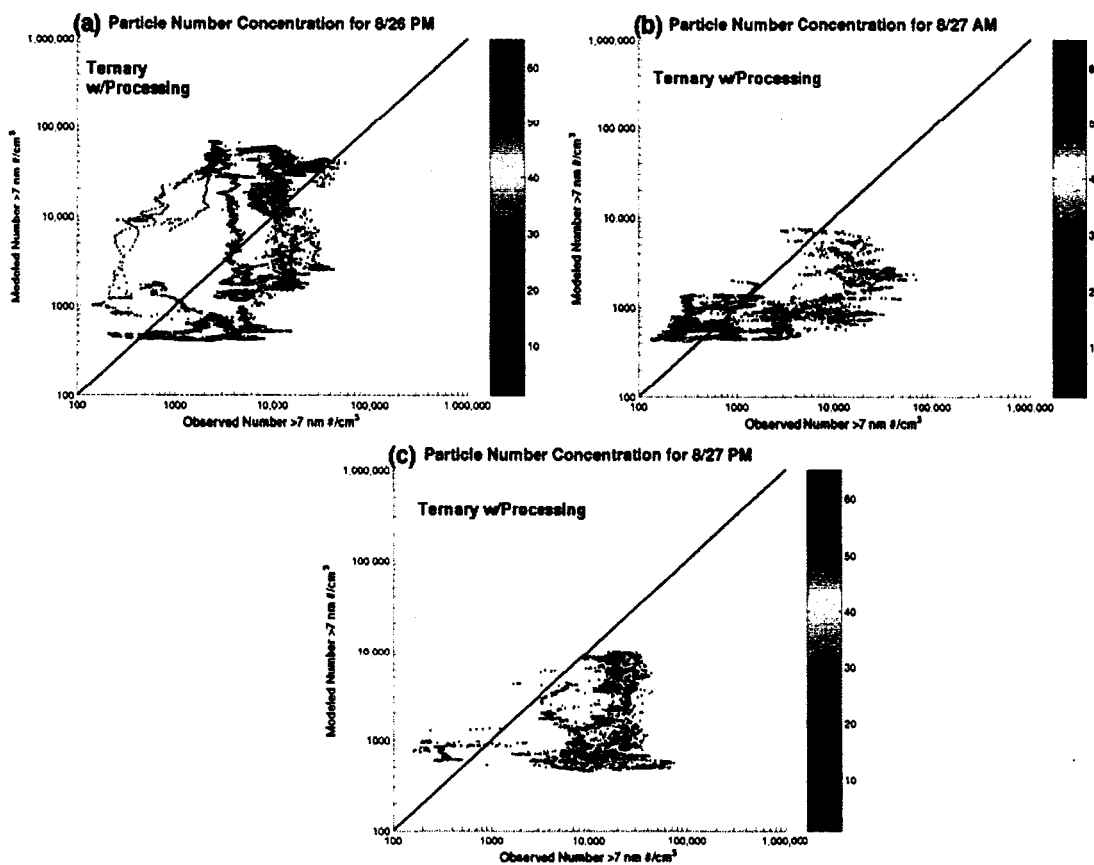 (a) Particle Number Concentration for 8/26 PM
Ternary
w/Processing
1,000,000
100,000
10,000
1000
100
Modeled Number >7 nm #/cm³
100 1000 10,000 100,000 1,000,000
Observed Number >7 nm #/cm³
60
50
40
30
20
10
(b) Particle Number Concentration for 8/27 AM
Ternary w/Processing
1,000,000
100,000
10.000
1000
100
Modeled Number >7 nm #/cm³
100 1000 10,000 100,000 1,000,000
Observed Number >7 nm #/cm³
(c) Particle Number Concentration for 8/27 PM
Ternary w/Processing
1,000,000
100,000
10 000
1000
100
Modeled Number >7 nm #/cm³
100 1000 10,000 100,000 1,000,000
Observed Number >7 nm #/cm³
60
50
40
30
20
10